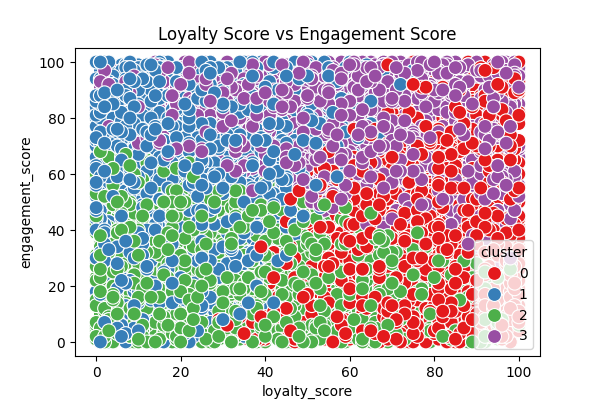 Loyalty Score vs Engagement Score
100
80
60
40
20
0
engagement_score
cluster
0
1
2
3
0 20 40 60 80 100
loyalty_score